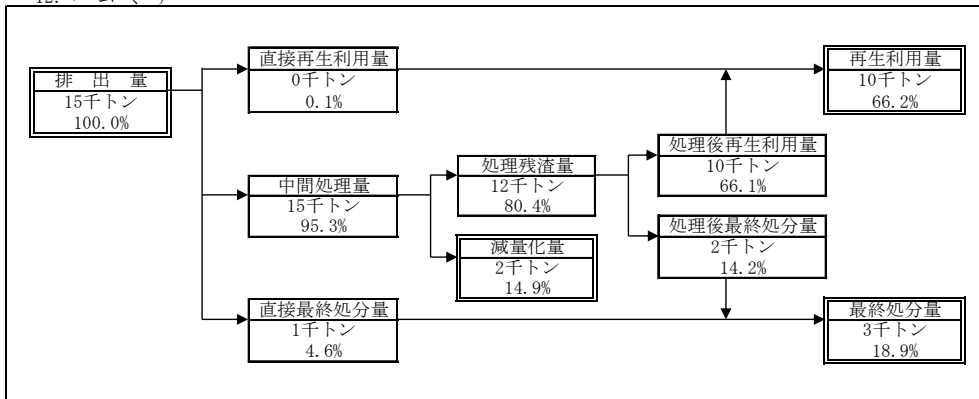 排 出 量
15千トン
100.0%
直接再生利用量
0千トン
0.1%
再生利用量
10千トン
66.2%
中間処理量
15千トン
95.3%
処理残渣量
12千トン
80.4%
処理後再生利用量
10千トン
66.1%
減量化量
2千トン
14.9%
処理後最終処分量
2千トン
14.2%
直接最終処分量
1千トン
4.6%
最終処分量
3千トン
18.9%